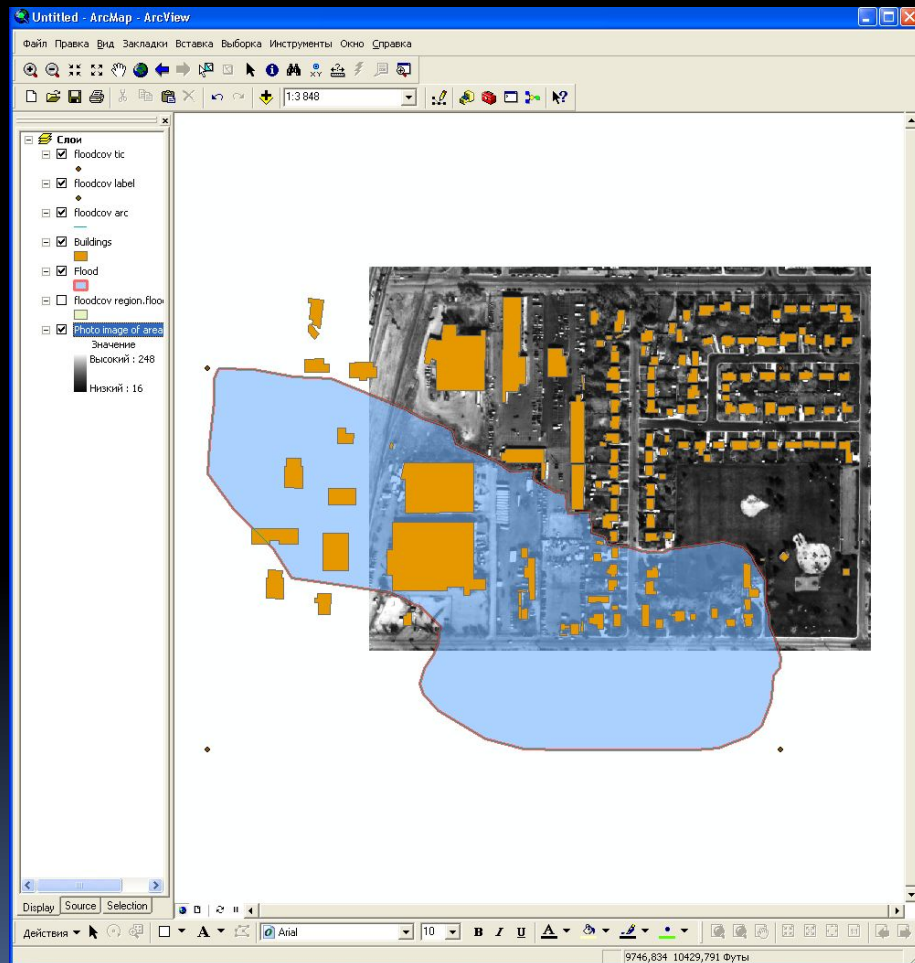 Untitled - ArcMap - ArcView
Файл Правка Вид Закладки Вставка Выборка Инструменты Окно Справка
1:3 848
Слои
floodcov tic
floodcov label
floodcov arc
Buildings
Flood
floodcov region.floo
Photo image of area
Значение
Высокий : 248
Низкий : 16
Display Source Selection
Действия A Arial 10 B I U A
9746,834 10429,791 Футы